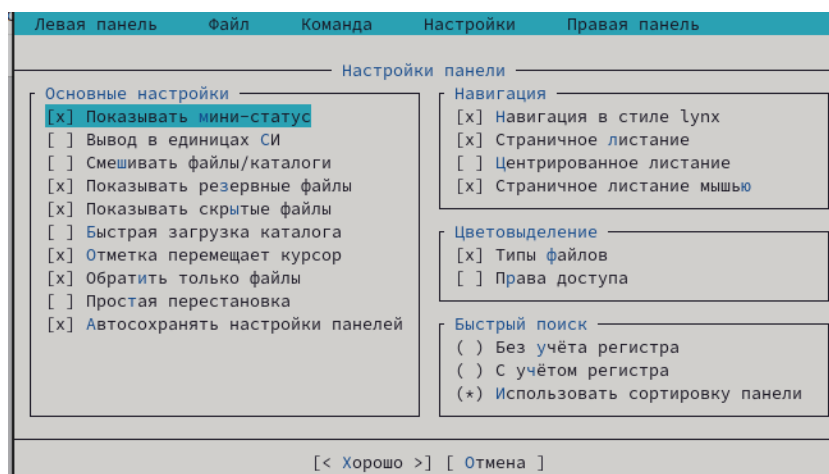 Левая панель Файл Команда Настройки Правая панель
Настройки панели
Основные настройки
[x] Показывать мини-статус
[ ] Вывод в единицах СИ
[ ] Смешивать файлы/каталоги
[x] Показывать резервные файлы
[x] Показывать скрытые файлы
[ ] Быстрая загрузка каталога
[x] Отметка перемещает курсор
[x] Обратить только файлы
[ ] Простая перестановка
[x] Автосохранять настройки панелей
Навигация
[x] Навигация в стиле lynx
[x] Страничное листание
[ ] Центрированное листание
[x] Страничное листание мышью
Цветовыделение
[x] Типы файлов
[ ] Права доступа
Быстрый поиск
( ) Без учёта регистра
( ) С учётом регистра
(*) Использовать сортировку панели
[< Хорошо >] [ Отмена ]